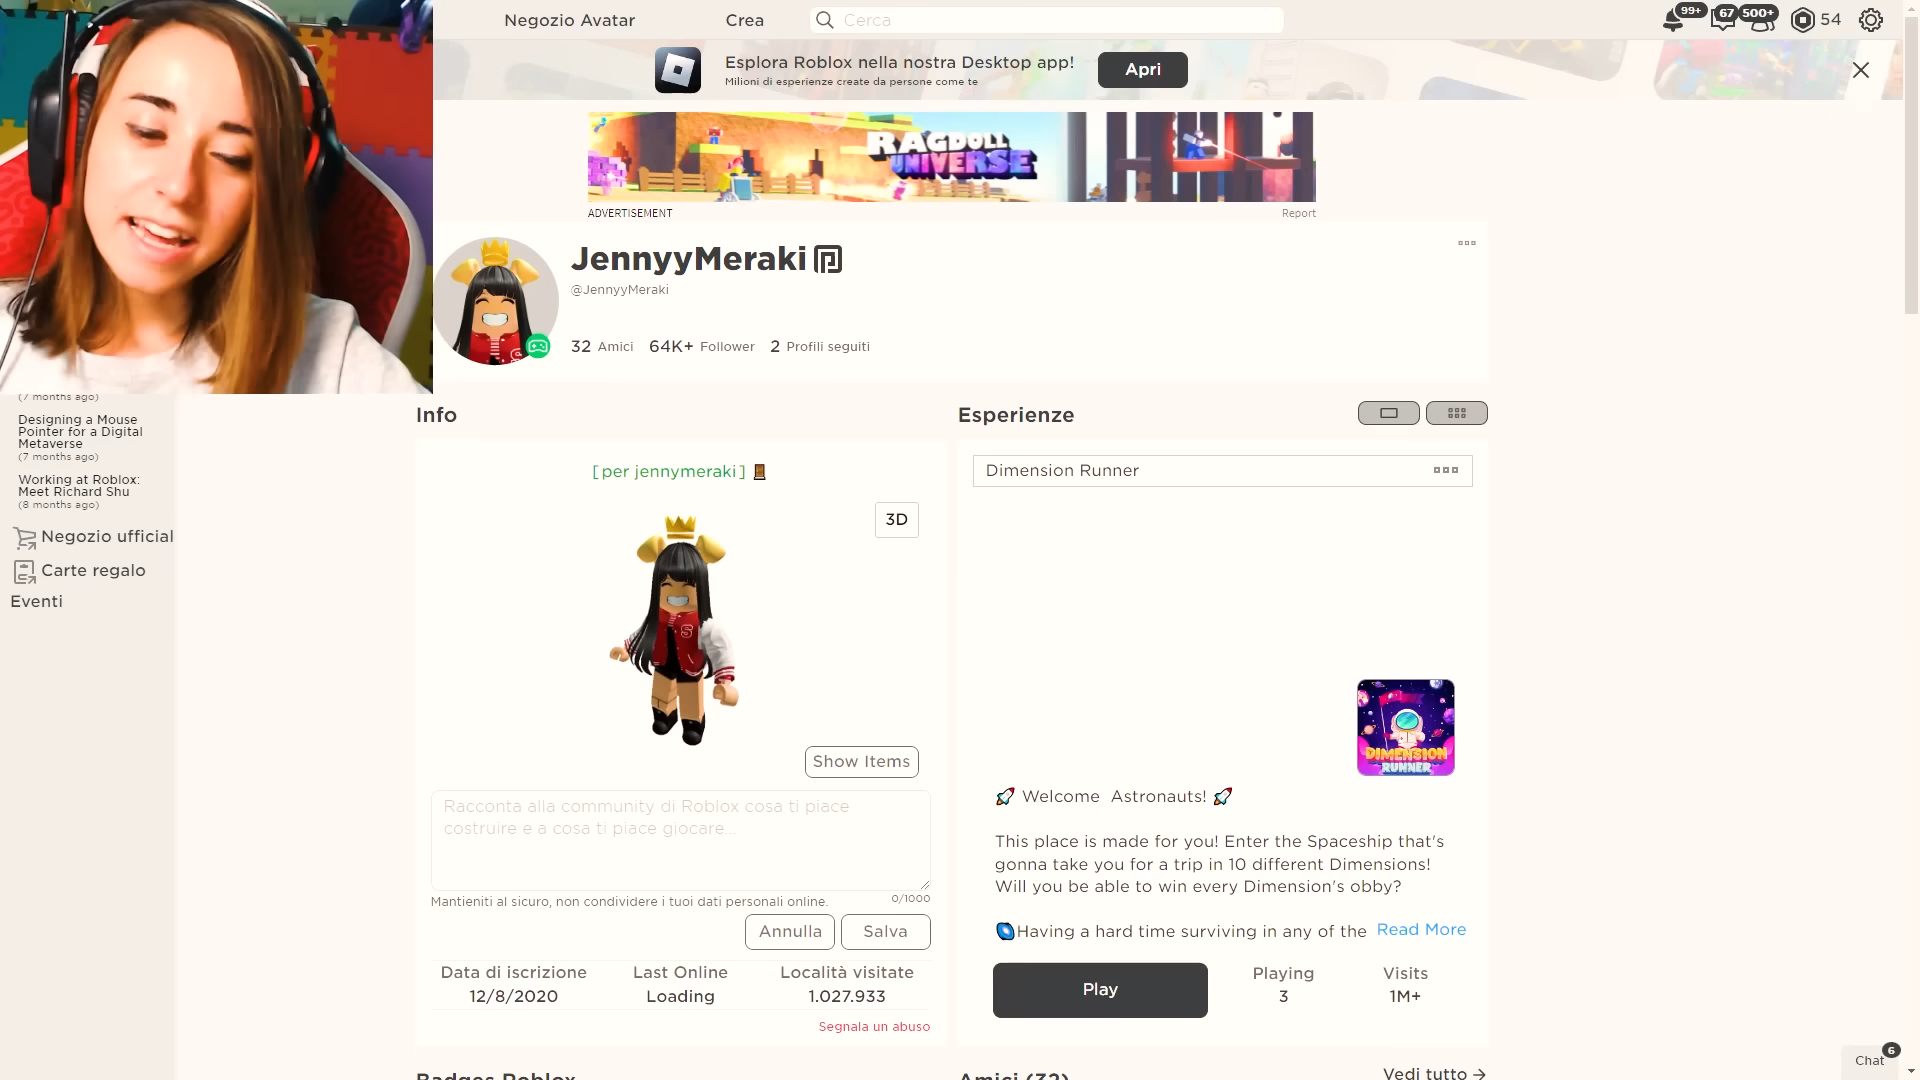 Negozio Avatar
Crea
Cerca
99+
67
500+
54
Esplora Roblox nella nostra Desktop app!
Milioni di esperienze create da persone come te
Apri
RAGDOLL
UNIVERSE
ADVERTISEMENT
Report
JennyyMeraki
@JennyyMeraki
32 Amici 64K+ Follower 2 Profili seguiti
(7 months ago)
Designing a Mouse
Pointer for a Digital
Metaverse
(7 months ago)
Working at Roblox:
Meet Richard Shu
(8 months ago)
Negozio ufficial
Carte regalo
Eventi
Info
[ per jennymeraki ]
3D
S
Show Items
Racconta alla community di Roblox cosa ti piace
costruire e a cosa ti piace giocare...
Mantieniti al sicuro, non condividere i tuoi dati personali online.
0/1000
Annulla
Salva
Data di iscrizione
12/8/2020
Last Online
Loading
Località visitate
1.027.933
Segnala un abuso
Badges Roblox
Esperienze
Dimension Runner
DIMENSION
RUNNER
Welcome Astronauts!
This place is made for you! Enter the Spaceship that's
gonna take you for a trip in 10 different Dimensions!
Will you be able to win every Dimension's obby?
Having a hard time surviving in any of the Read More
Play
Playing
3
Visits
1M+
Amici (32)
Vedi tutto
Chat
6